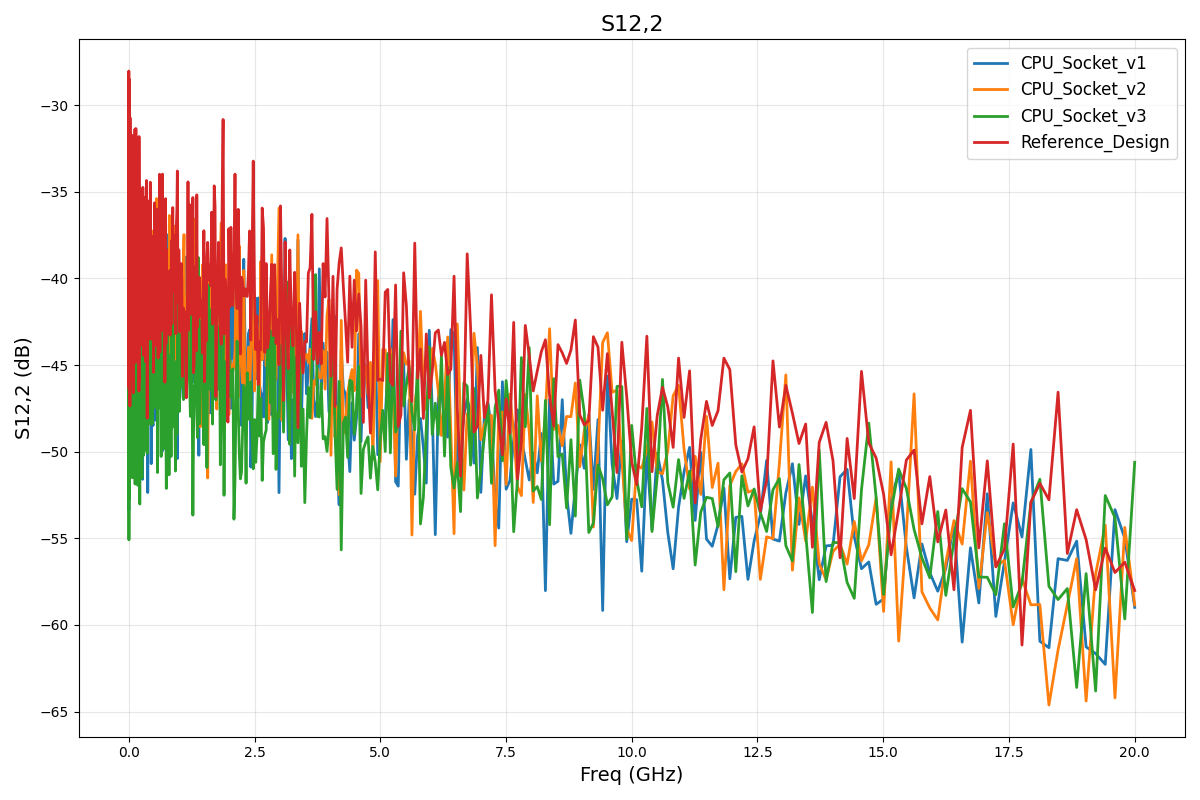 S12,2
CPU_Socket_v1
CPU_Socket_v2
CPU_Socket_v3
Reference_Design
S12,2 (dB)
−30
−35
−40
−45
−50
−55
−60
−65
0.0 2.5 5.0 7.5 10.0 12.5 15.0 17.5 20.0
Freq (GHz)